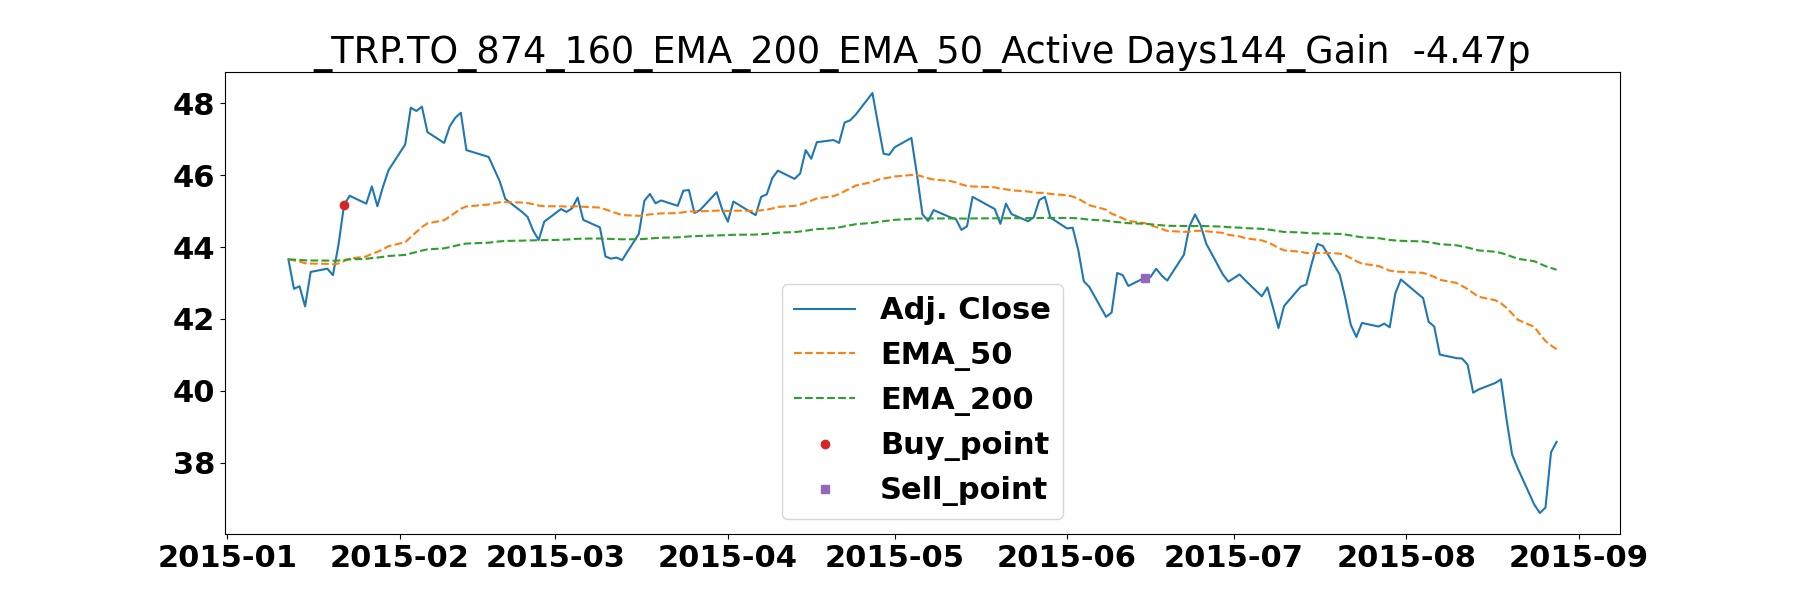 _TRP.TO_874_160_EMA_200_EMA_50_Active Days144_Gain  -4.47p
48
46
44
42
40
38
Adj. Close
EMA_50
EMA_200
Buy_point
Sell_point
2015-01 2015-02 2015-03 2015-04 2015-05 2015-06 2015-07 2015-08 2015-09